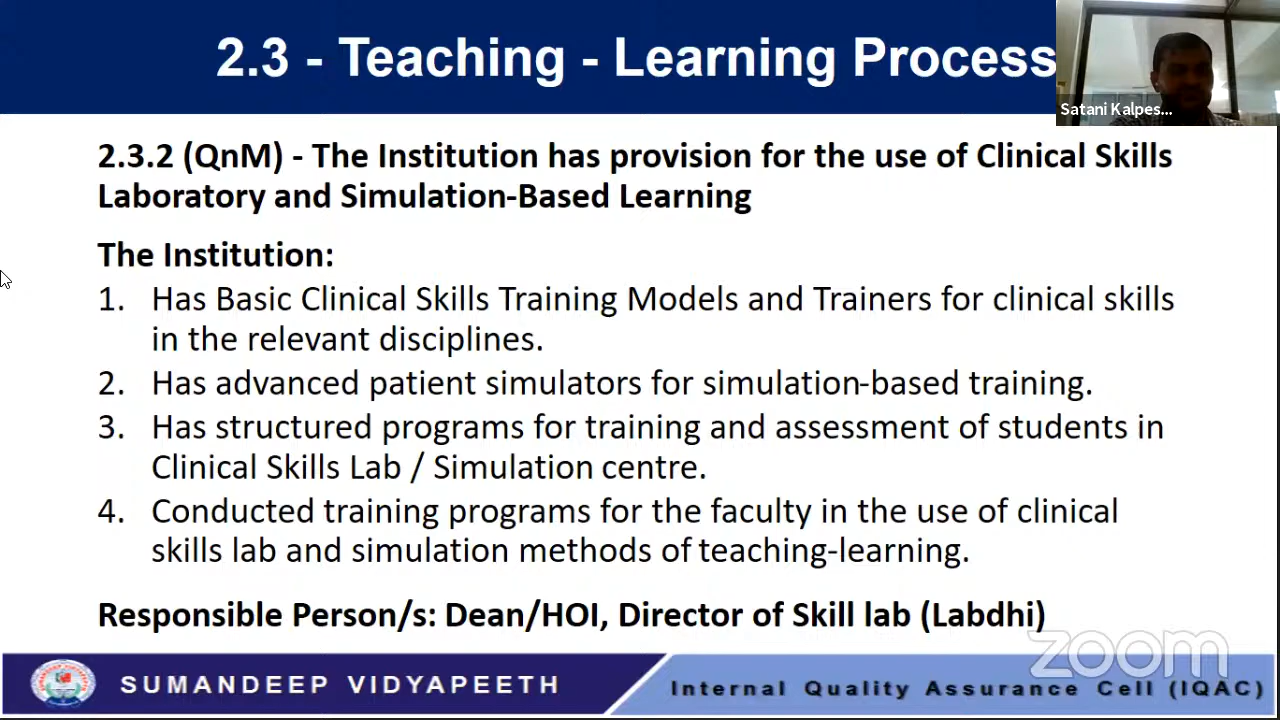 2.3 - Teaching - Learning Process
Satani Kalpes...
2.3.2 (QnM) - The Institution has provision for the use of Clinical Skills
Laboratory and Simulation-Based Learning
The Institution:
1. Has Basic Clinical Skills Training Models and Trainers for clinical skills
in the relevant disciplines.
2. Has advanced patient simulators for simulation-based training.
3. Has structured programs for training and assessment of students in
Clinical Skills Lab / Simulation centre.
4. Conducted training programs for the faculty in the use of clinical
skills lab and simulation methods of teaching-learning.
Responsible Person/s: Dean/HOI, Director of Skill lab (Labdhi)
zoom
SUMANDEEP VIDYAPEETH
Internal Quality Assurance Cell (IQAC)